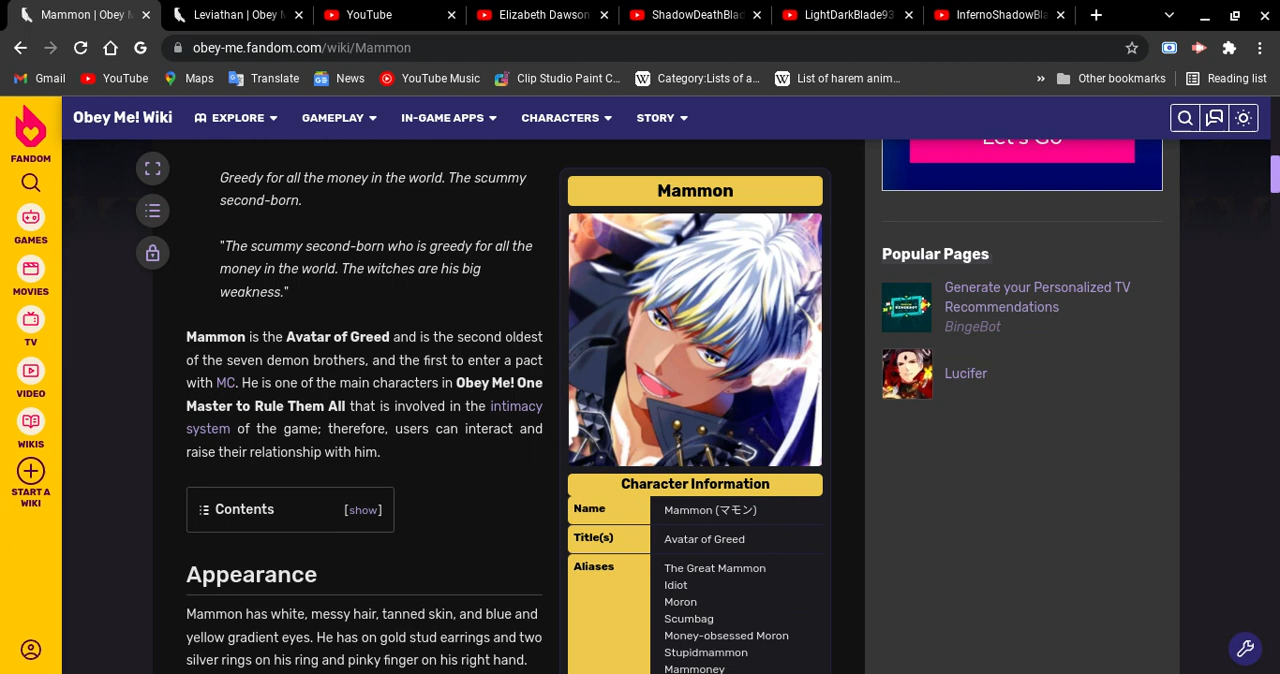 Mammon | Obey M
Leviathan | Obey M
YouTube
Elizabeth Dawson
ShadowDeathBlad
LightDarkBlade93
InfernoShadowBla
obey-me.fandom.com/wiki/Mammon
Gmail
YouTube
Maps
Translate
News
YouTube Music
Clip Studio Paint C...
Category:Lists of a...
List of harem anim...
»
Other bookmarks
Reading list
FANDOM
GAMES
MOVIES
TV
VIDEO
WIKIS
START A
WIKI
Obey Me! Wiki
EXPLORE
GAMEPLAY
IN-GAME APPS
CHARACTERS
STORY
Greedy for all the money in the world. The scummy
second-born.
"The scummy second-born who is greedy for all the
money in the world. The witches are his big
weakness."
Mammon is the Avatar of Greed and is the second oldest
of the seven demon brothers, and the first to enter a pact
with MC. He is one of the main characters in Obey Me! One
Master to Rule Them All that is involved in the intimacy
system of the game; therefore, users can interact and
raise their relationship with him.
Contents [show]
Appearance
Mammon has white, messy hair, tanned skin, and blue and
yellow gradient eyes. He has on gold stud earrings and two
silver rings on his ring and pinky finger on his right hand.
Mammon
Character Information
Name
Mammon (マモン)
Title(s)
Avatar of Greed
Aliases
The Great Mammon
Idiot
Moron
Scumbag
Money-obsessed Moron
Stupidmammon
Mammoney
Let's Go
Popular Pages
Generate your Personalized TV
Recommendations
BingeBot
Lucifer